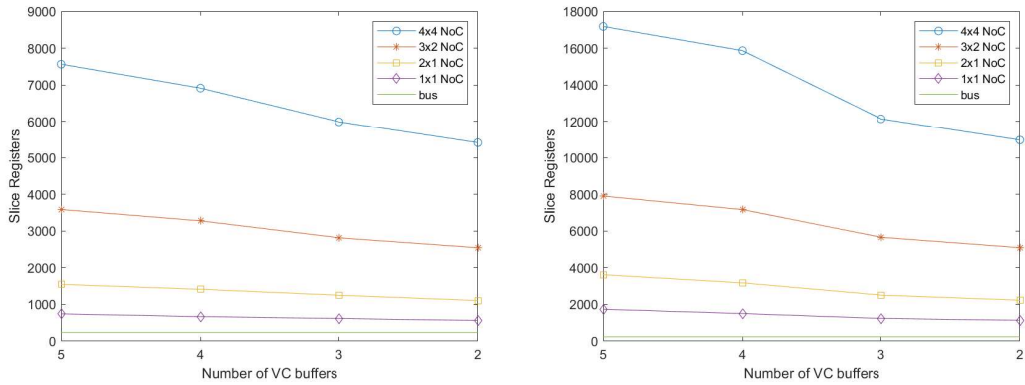 9000
8000
7000
6000
5000
4000
3000
2000
1000
0
Slice Registers
5 4 3 2
Number of VC buffers
4x4 NoC
3x2 NoC
2x1 NoC
1x1 NoC
bus
18000
16000
14000
12000
10000
8000
6000
4000
2000
0
Slice Registers
5 4 3 2
Number of VC buffers
4x4 NoC
3x2 NoC
2x1 NoC
1x1 NoC
bus